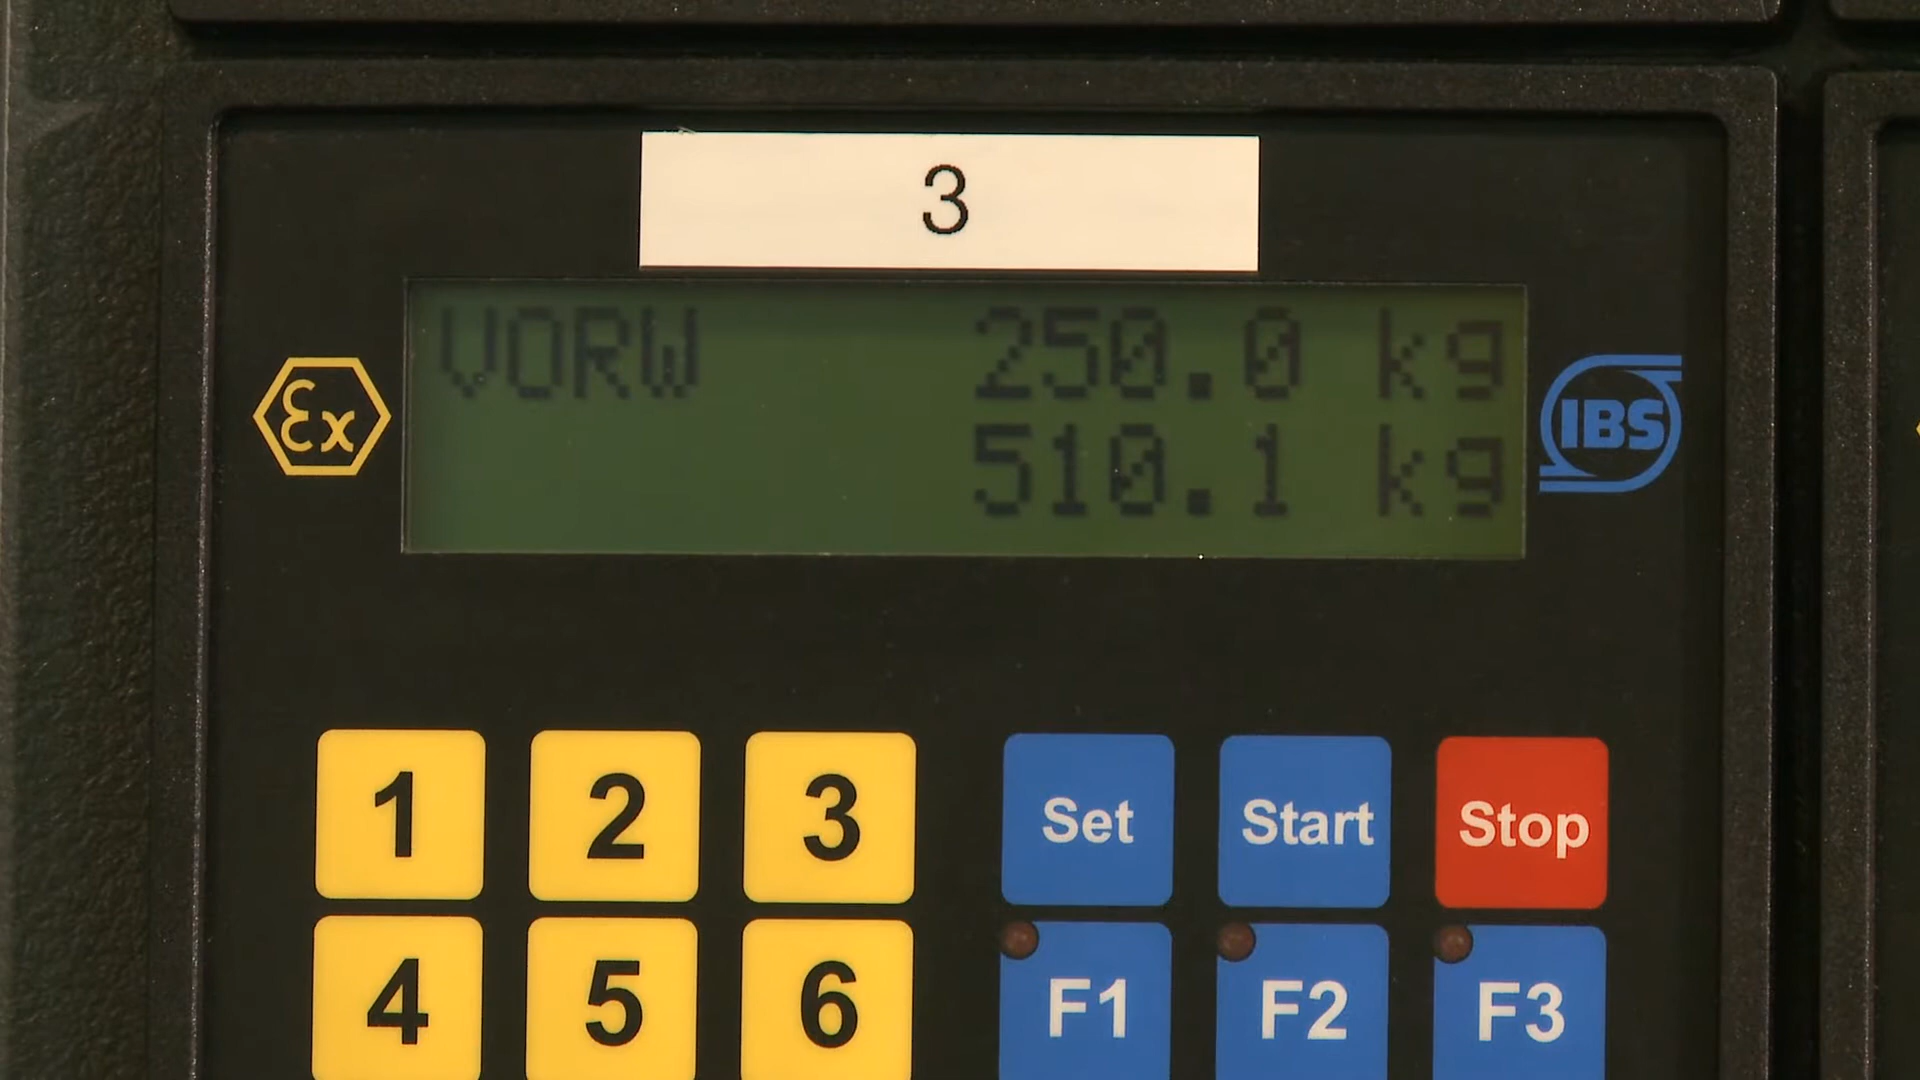 3
VORW 250.0 kg
510.1 kg
Ex
IBS
1 2 3 Set Start Stop
4 5 6 F1 F2 F3